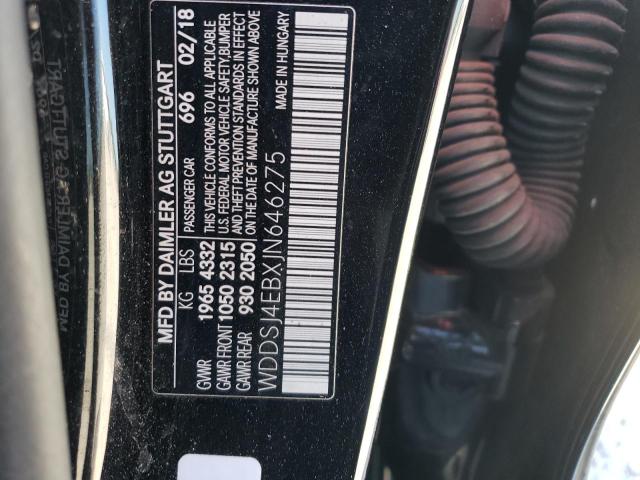 MFD BY DAIMLER AG STUTTGART 696 02/18
KG LBS PASSENGER CAR
GVWR 1965 4332
GAWR FRONT 1050 2315
GAWR REAR 930 2050
THIS VEHICLE CONFORMS TO ALL APPLICABLE
U.S. FEDERAL MOTOR VEHICLE SAFETY,BUMPER
AND THEFT PREVENTION STANDARDS IN EFFECT
ON THE DATE OF MANUFACTURE SHOWN ABOVE
WDDSJ4EBXJN646275 MADE IN HUNGARY